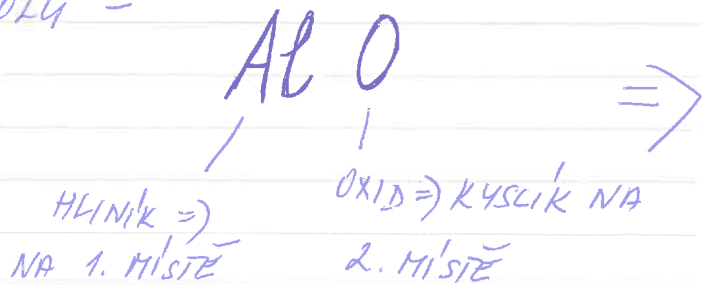 Al O =>
HLINÍK => OXID => KYSLÍK NA
NA 1. MÍSTĚ 2. MÍSTĚ